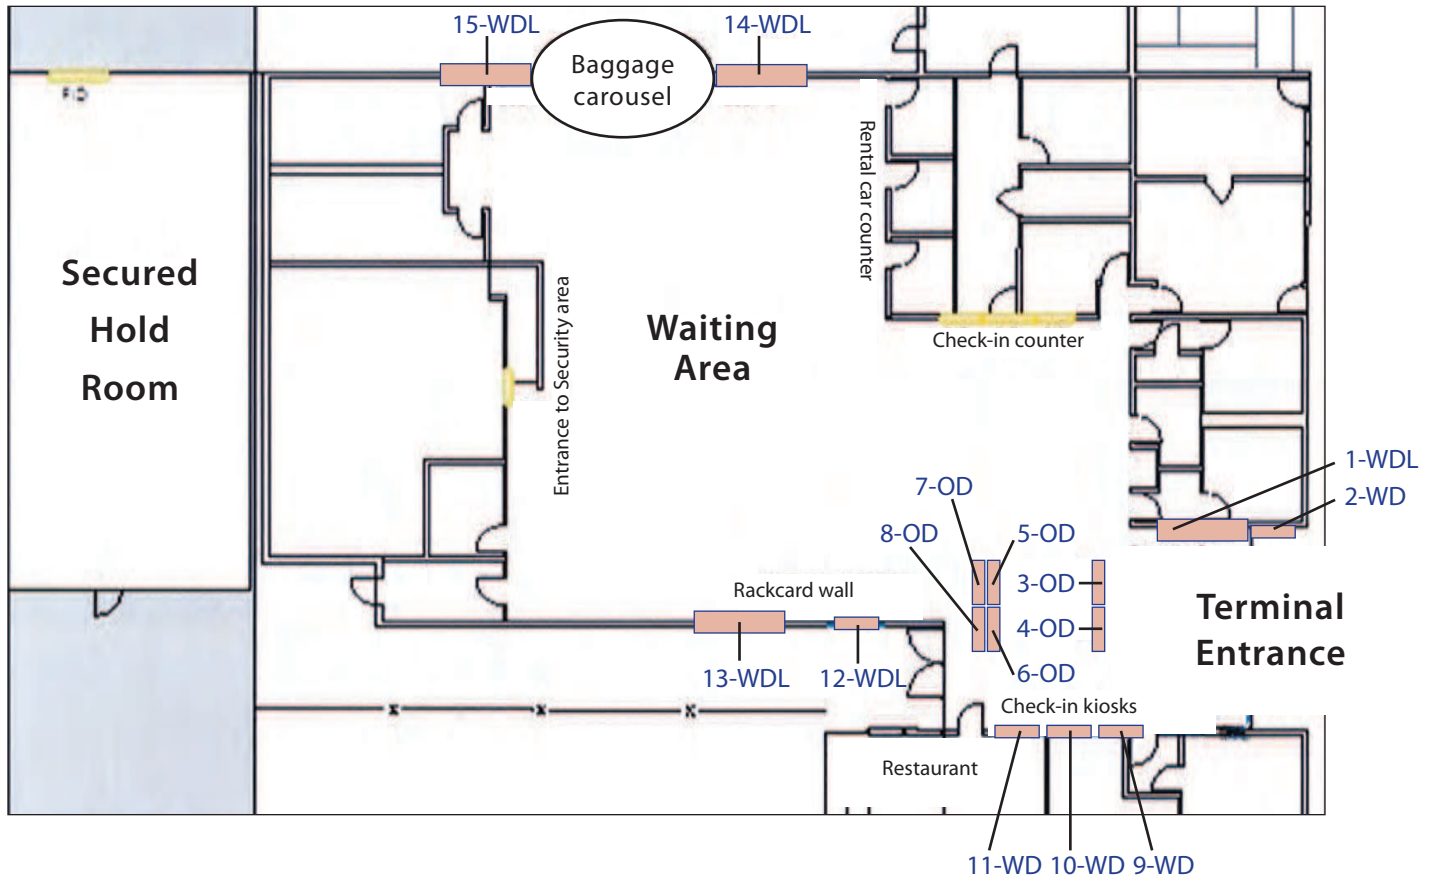 15-WDL
14-WDL
Baggage
carousel
F:D
Rental car counter
Secured
Hold
Room
Entrance to Security area
Waiting
Area
Check-in counter
1-WDL
2-WD
7-OD
8-OD
5-OD
3-OD
4-OD
6-OD
Rackcard wall
Terminal
Entrance
13-WDL
12-WDL
Check-in kiosks
Restaurant
11-WD
10-WD
9-WD